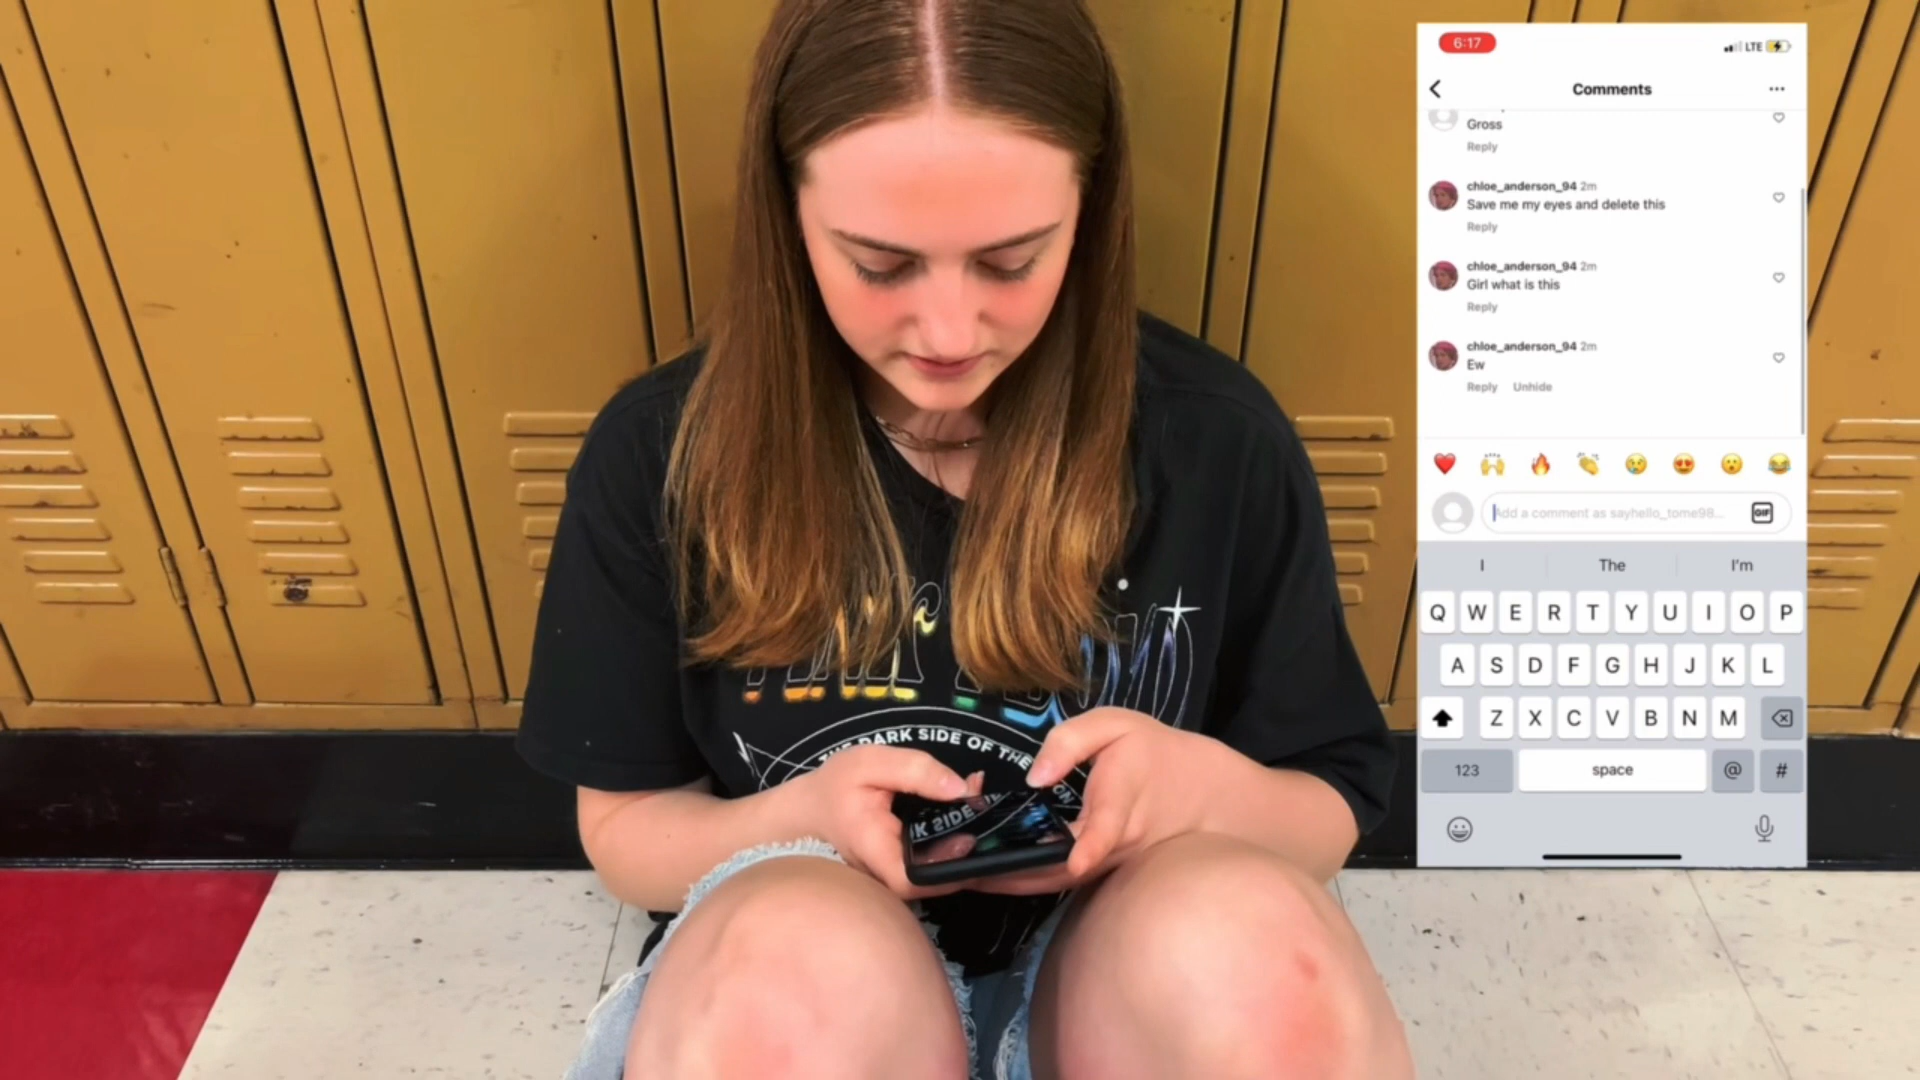 6:17
LTE
Comments
Gross
Reply
chloe_anderson_94 2m
Save me my eyes and delete this
Reply
chloe_anderson_94 2m
Girl what is this
Reply
chloe_anderson_94 2m
Ew
Reply Unhide
Add a comment as sayhello_tome98...
GIF
I The I'm
Q W E R T Y U I O P
A S D F G H J K L
Z X C V B N M
123 space @ #
THE DARK SIDE OF THE